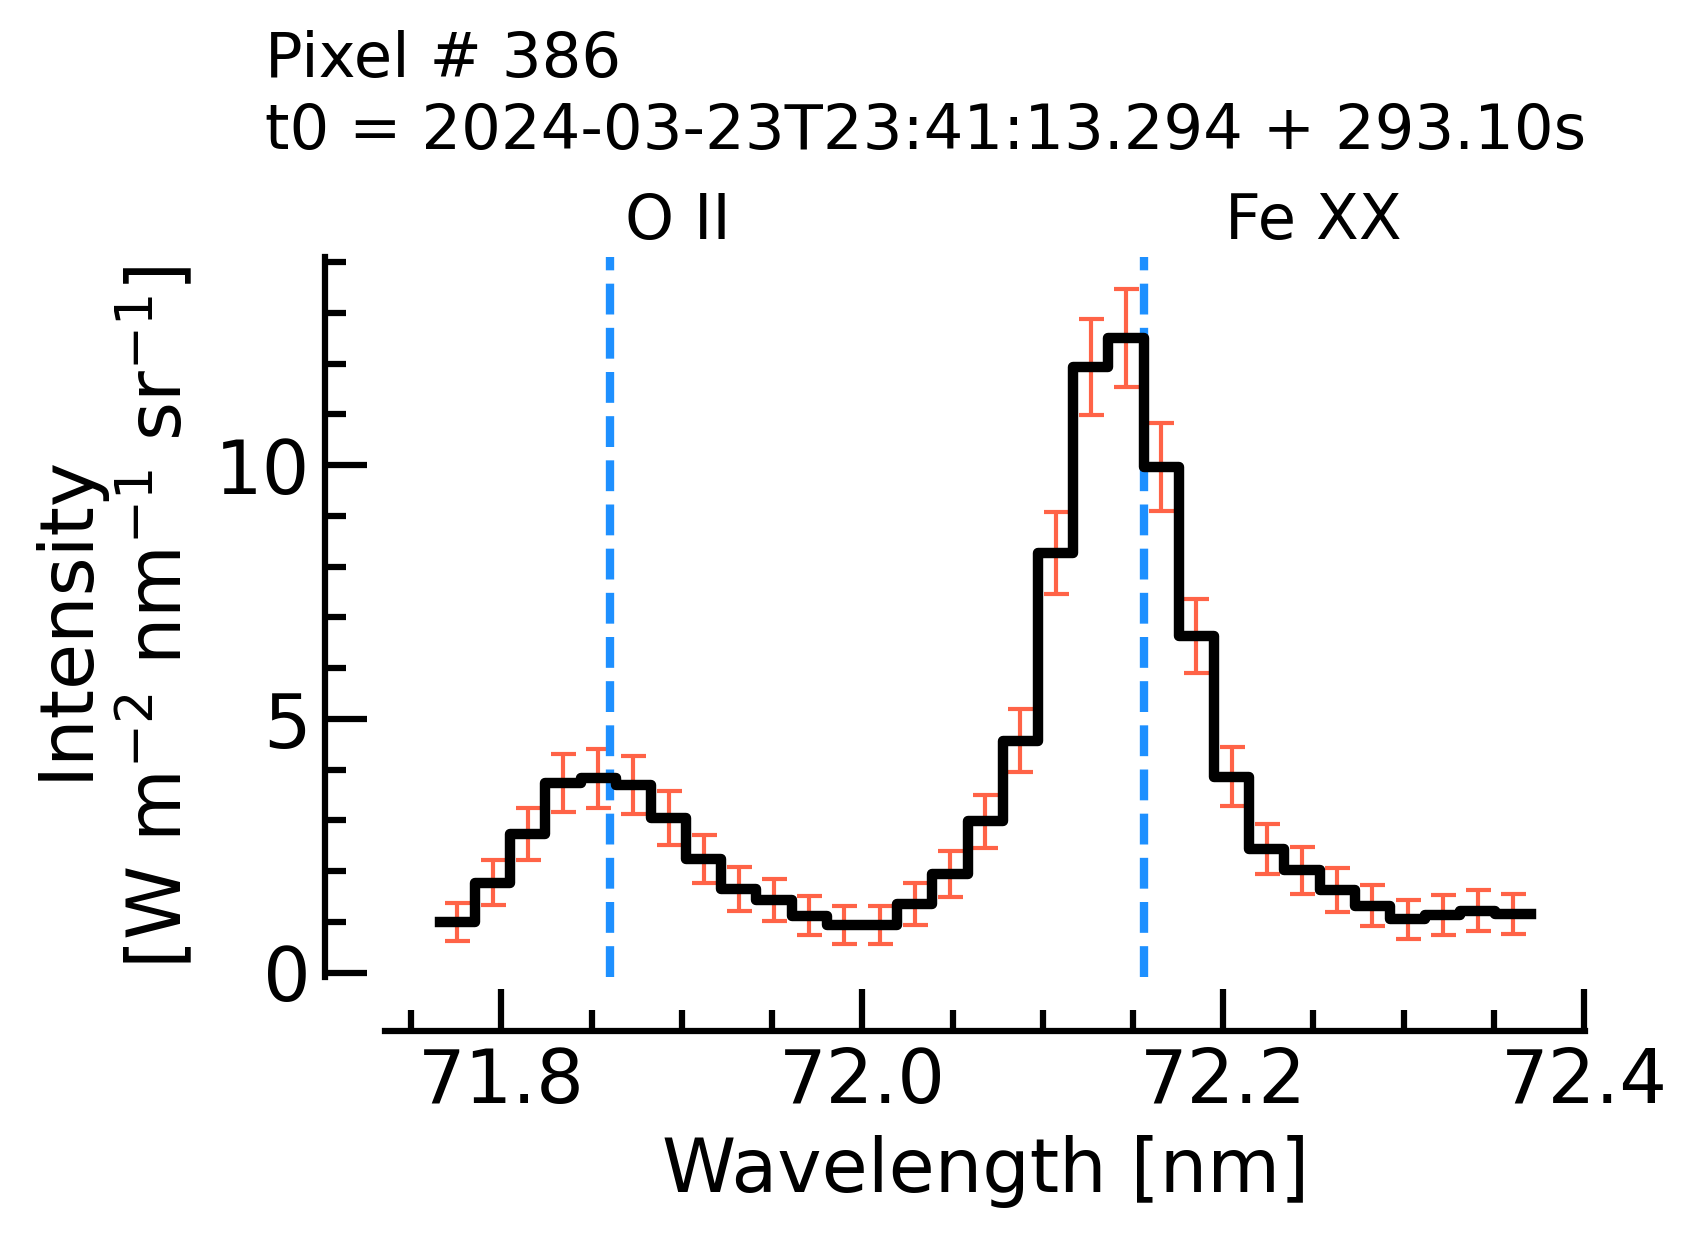 Pixel # 386
t0 = 2024-03-23T23:41:13.294 + 293.10s
O II
Fe XX
Intensity
[W m⁻² nm⁻¹ sr⁻¹]
10
5
0
71.8
72.0
72.2
72.4
Wavelength [nm]